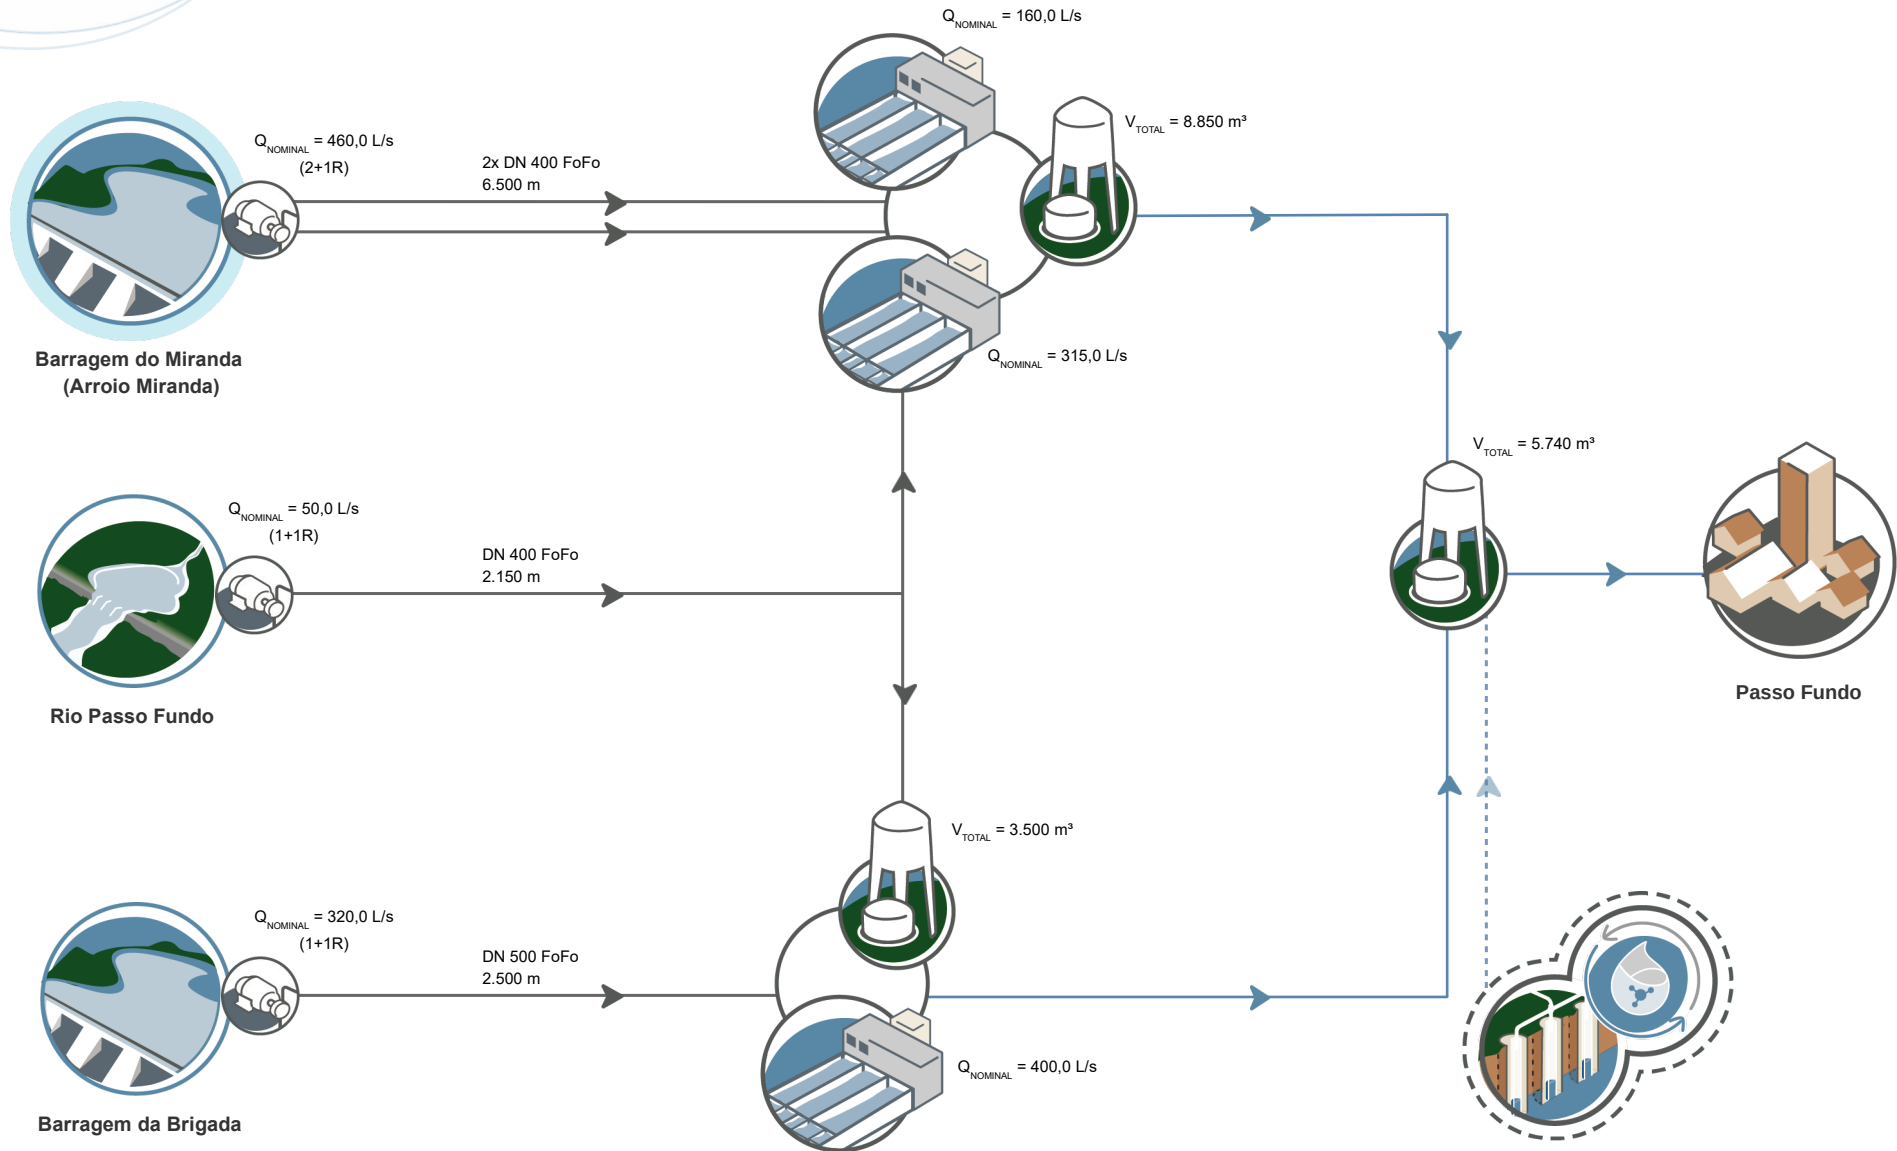 Q NOMINAL = 160,0 L/s
V TOTAL = 8.850 m³
Q NOMINAL = 460,0 L/s
(2+1R)
2x DN 400 FoFo
6.500 m
Barragem do Miranda
(Arroio Miranda)
Q NOMINAL = 315,0 L/s
V TOTAL = 5.740 m³
Q NOMINAL = 50,0 L/s
(1+1R)
DN 400 FoFo
2.150 m
Rio Passo Fundo
Passo Fundo
V TOTAL = 3.500 m³
Q NOMINAL = 320,0 L/s
(1+1R)
DN 500 FoFo
2.500 m
Q NOMINAL = 400,0 L/s
Barragem da Brigada